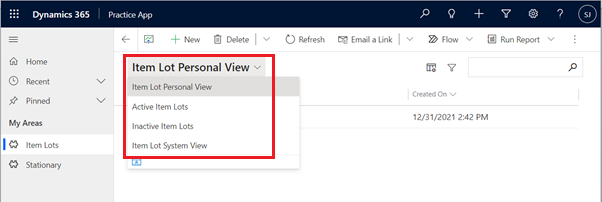 Dynamics 365 Practice App SJ
New Delete Refresh Email a Link Flow Run Report
Home
Recent
Pinned
My Areas
Item Lots
Stationary
Item Lot Personal View
Item Lot Personal View
Active Item Lots
Inactive Item Lots
Item Lot System View
Created On
12/31/2021 2:42 PM